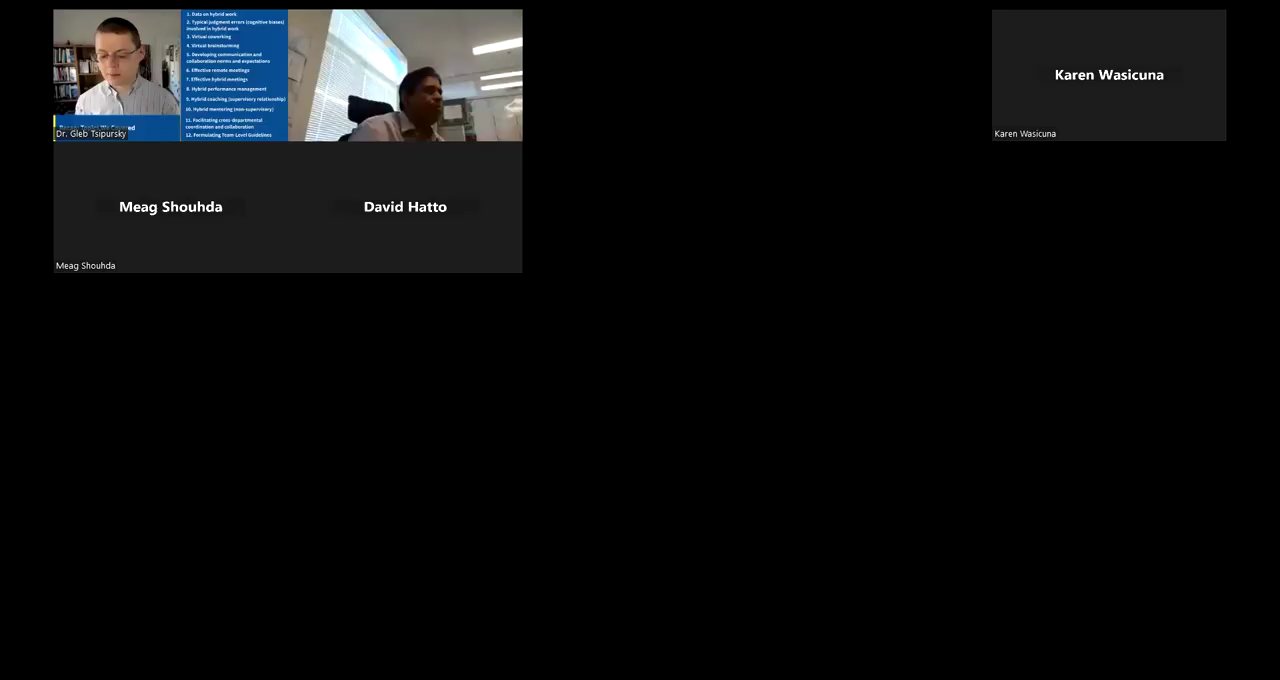 1. Data on hybrid work
2. Typical judgment errors (cognitive biases)
involved in hybrid work
3. Virtual coworking
4. Virtual brainstorming
5. Developing communication and
collaboration norms and expectations
6. Effective remote meetings
7. Effective hybrid meetings
8. Hybrid performance management
9. Hybrid coaching (supervisory relationship)
10. Hybrid mentoring (non-supervisory)
11. Facilitating cross-departmental
coordination and collaboration
12. Formulating Team Level Guidelines
Dr. Gleb Tsipursky
Karen Wasicuna
Karen Wasicuna
Meag Shouhda
David Hatto
Meag Shouhda